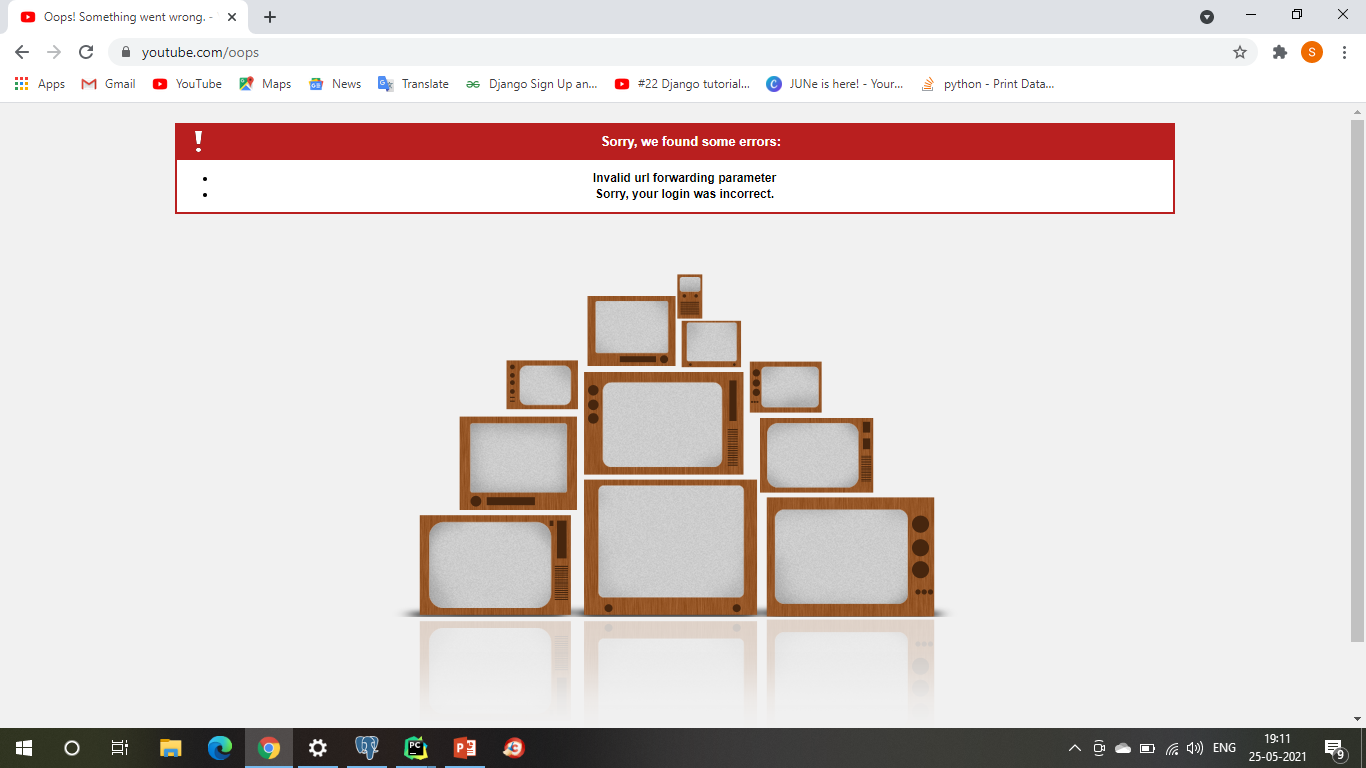 Oops! Something went wrong. -
youtube.com/oops
S
Apps
Gmail
YouTube
Maps
News
Translate
Django Sign Up an...
#22 Django tutorial...
JUNe is here! - Your...
python - Print Data...
Sorry, we found some errors:
Invalid url forwarding parameter
Sorry, your login was incorrect.
ENG
19:11
25-05-2021
9